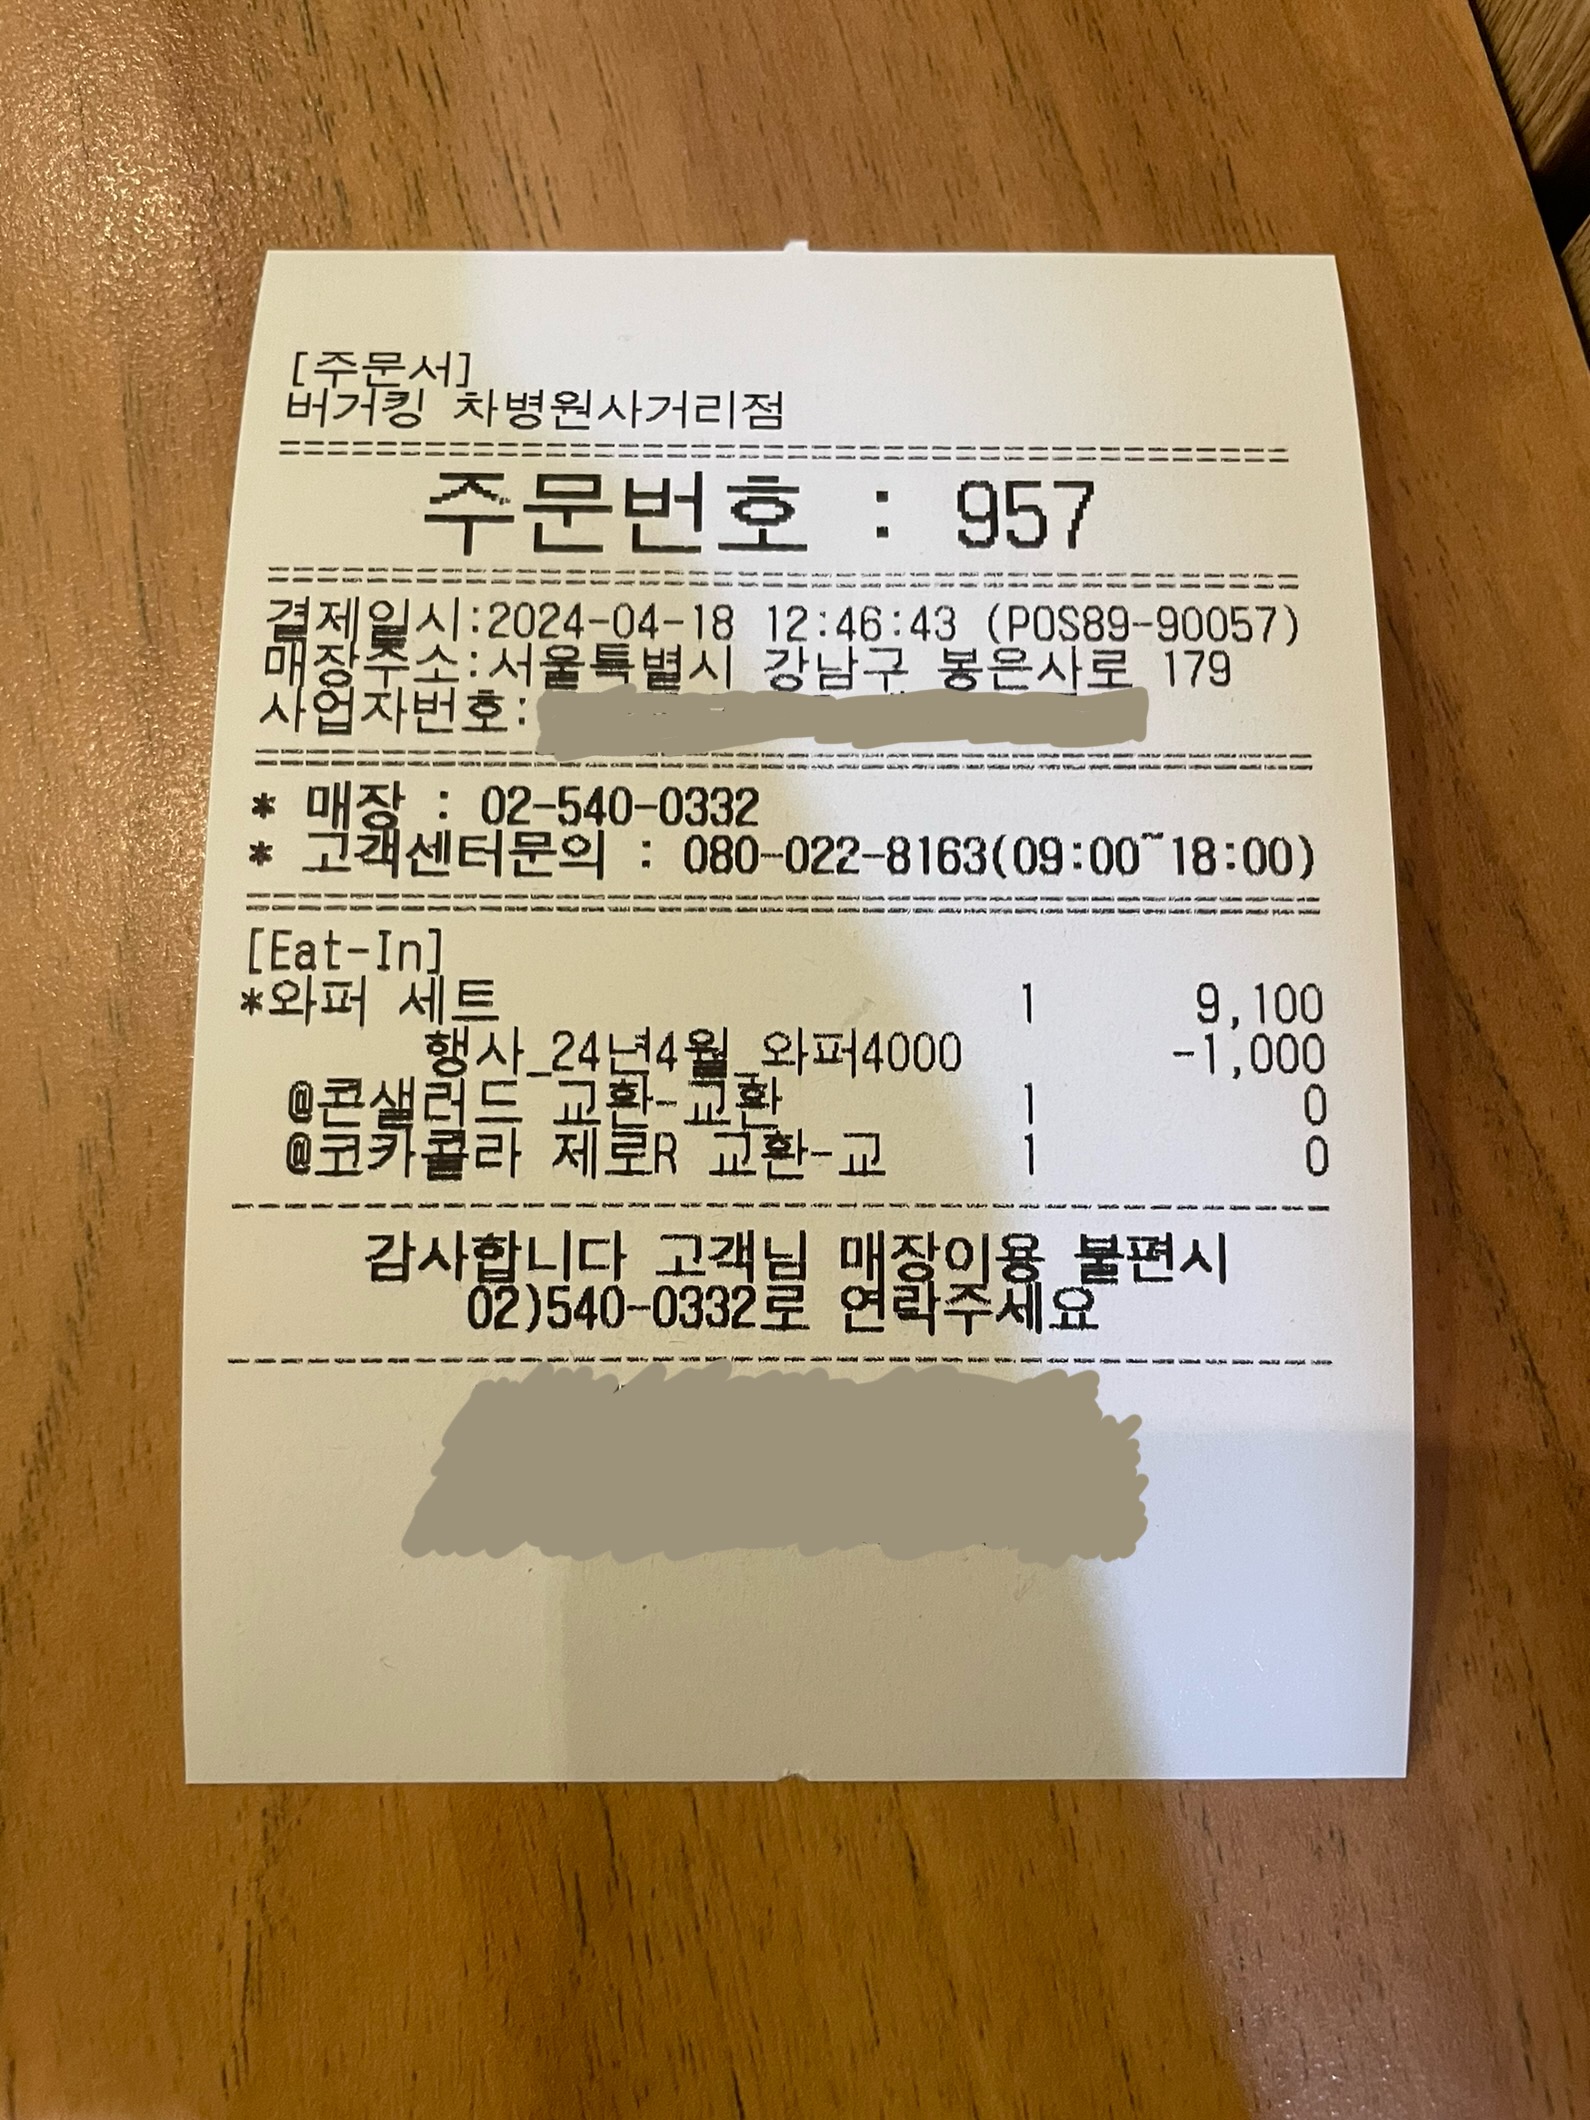 [주문서]
버거킹 차병원사거리점
주문번호 : 957
결제일시:2024-04-18 12:46:43 (POS89-90057)
매장주소:서울특별시 강남구 봉은사로 179
사업자번호:
* 매장 : 02-540-0332
* 고객센터문의 : 080-022-8163(09:00~18:00)
[Eat-In]
*와퍼 세트 1 9,100
행사_24년4월_와퍼4000 -1,000
@콘샐러드 교환-교환 1 0
@코카콜라 제로R 교환-교 1 0
감사합니다 고객님 매장이용 불편시
02)540-0332로 연락주세요